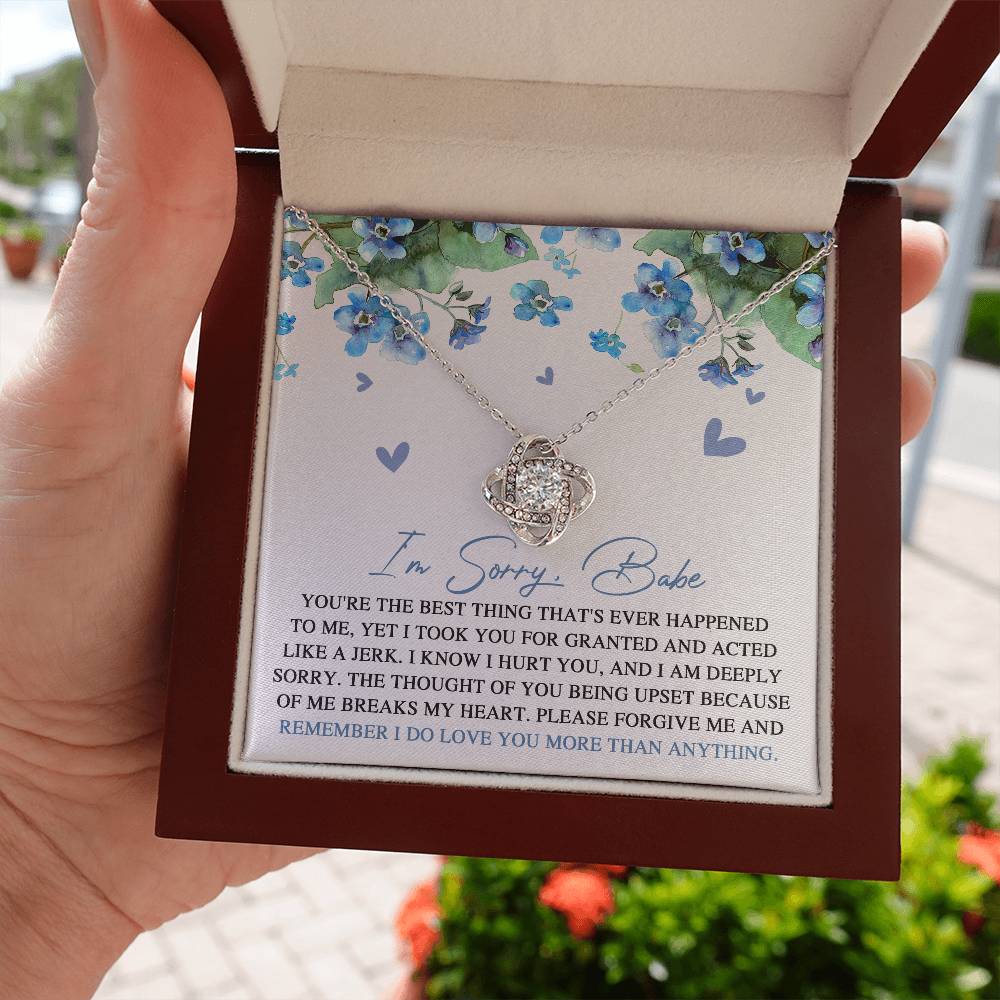 I'm Sorry, Babe
YOU'RE THE BEST THING THAT'S EVER HAPPENED
TO ME, YET I TOOK YOU FOR GRANTED AND ACTED
LIKE A JERK. I KNOW I HURT YOU, AND I AM DEEPLY
SORRY. THE THOUGHT OF YOU BEING UPSET BECAUSE
OF ME BREAKS MY HEART. PLEASE FORGIVE ME AND
REMEMBER I DO LOVE YOU MORE THAN ANYTHING.